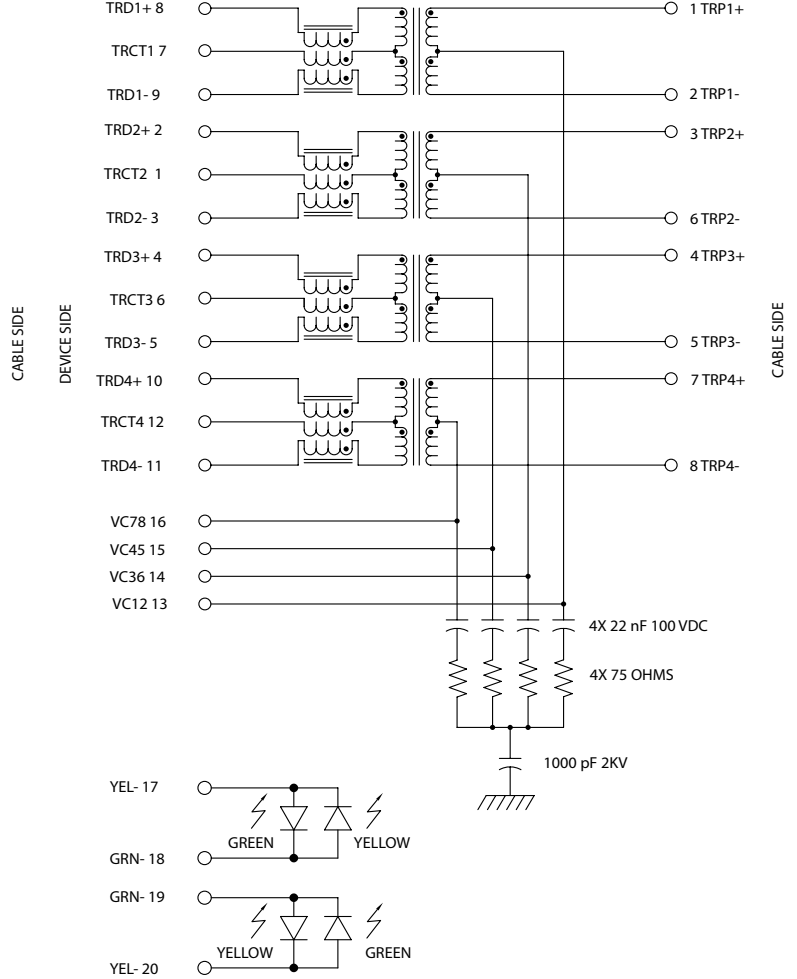 TRD1+ 8
1 TRP1+
TRCT1 7
TRD1- 9
2 TRP1-
TRD2+ 2
3 TRP2+
TRCT2 1
TRD2- 3
6 TRP2-
TRD3+ 4
4 TRP3+
TRCT3 6
TRD3- 5
5 TRP3-
CABLE SIDE
DEVICE SIDE
CABLE SIDE
TRD4+ 10
7 TRP4+
TRCT4 12
TRD4- 11
8 TRP4-
VC78 16
VC45 15
VC36 14
VC12 13
4X 22 nF 100 VDC
4X 75 OHMS
1000 pF 2KV
YEL- 17
GREEN
YELLOW
GRN- 18
GRN- 19
YELLOW
GREEN
YEL- 20